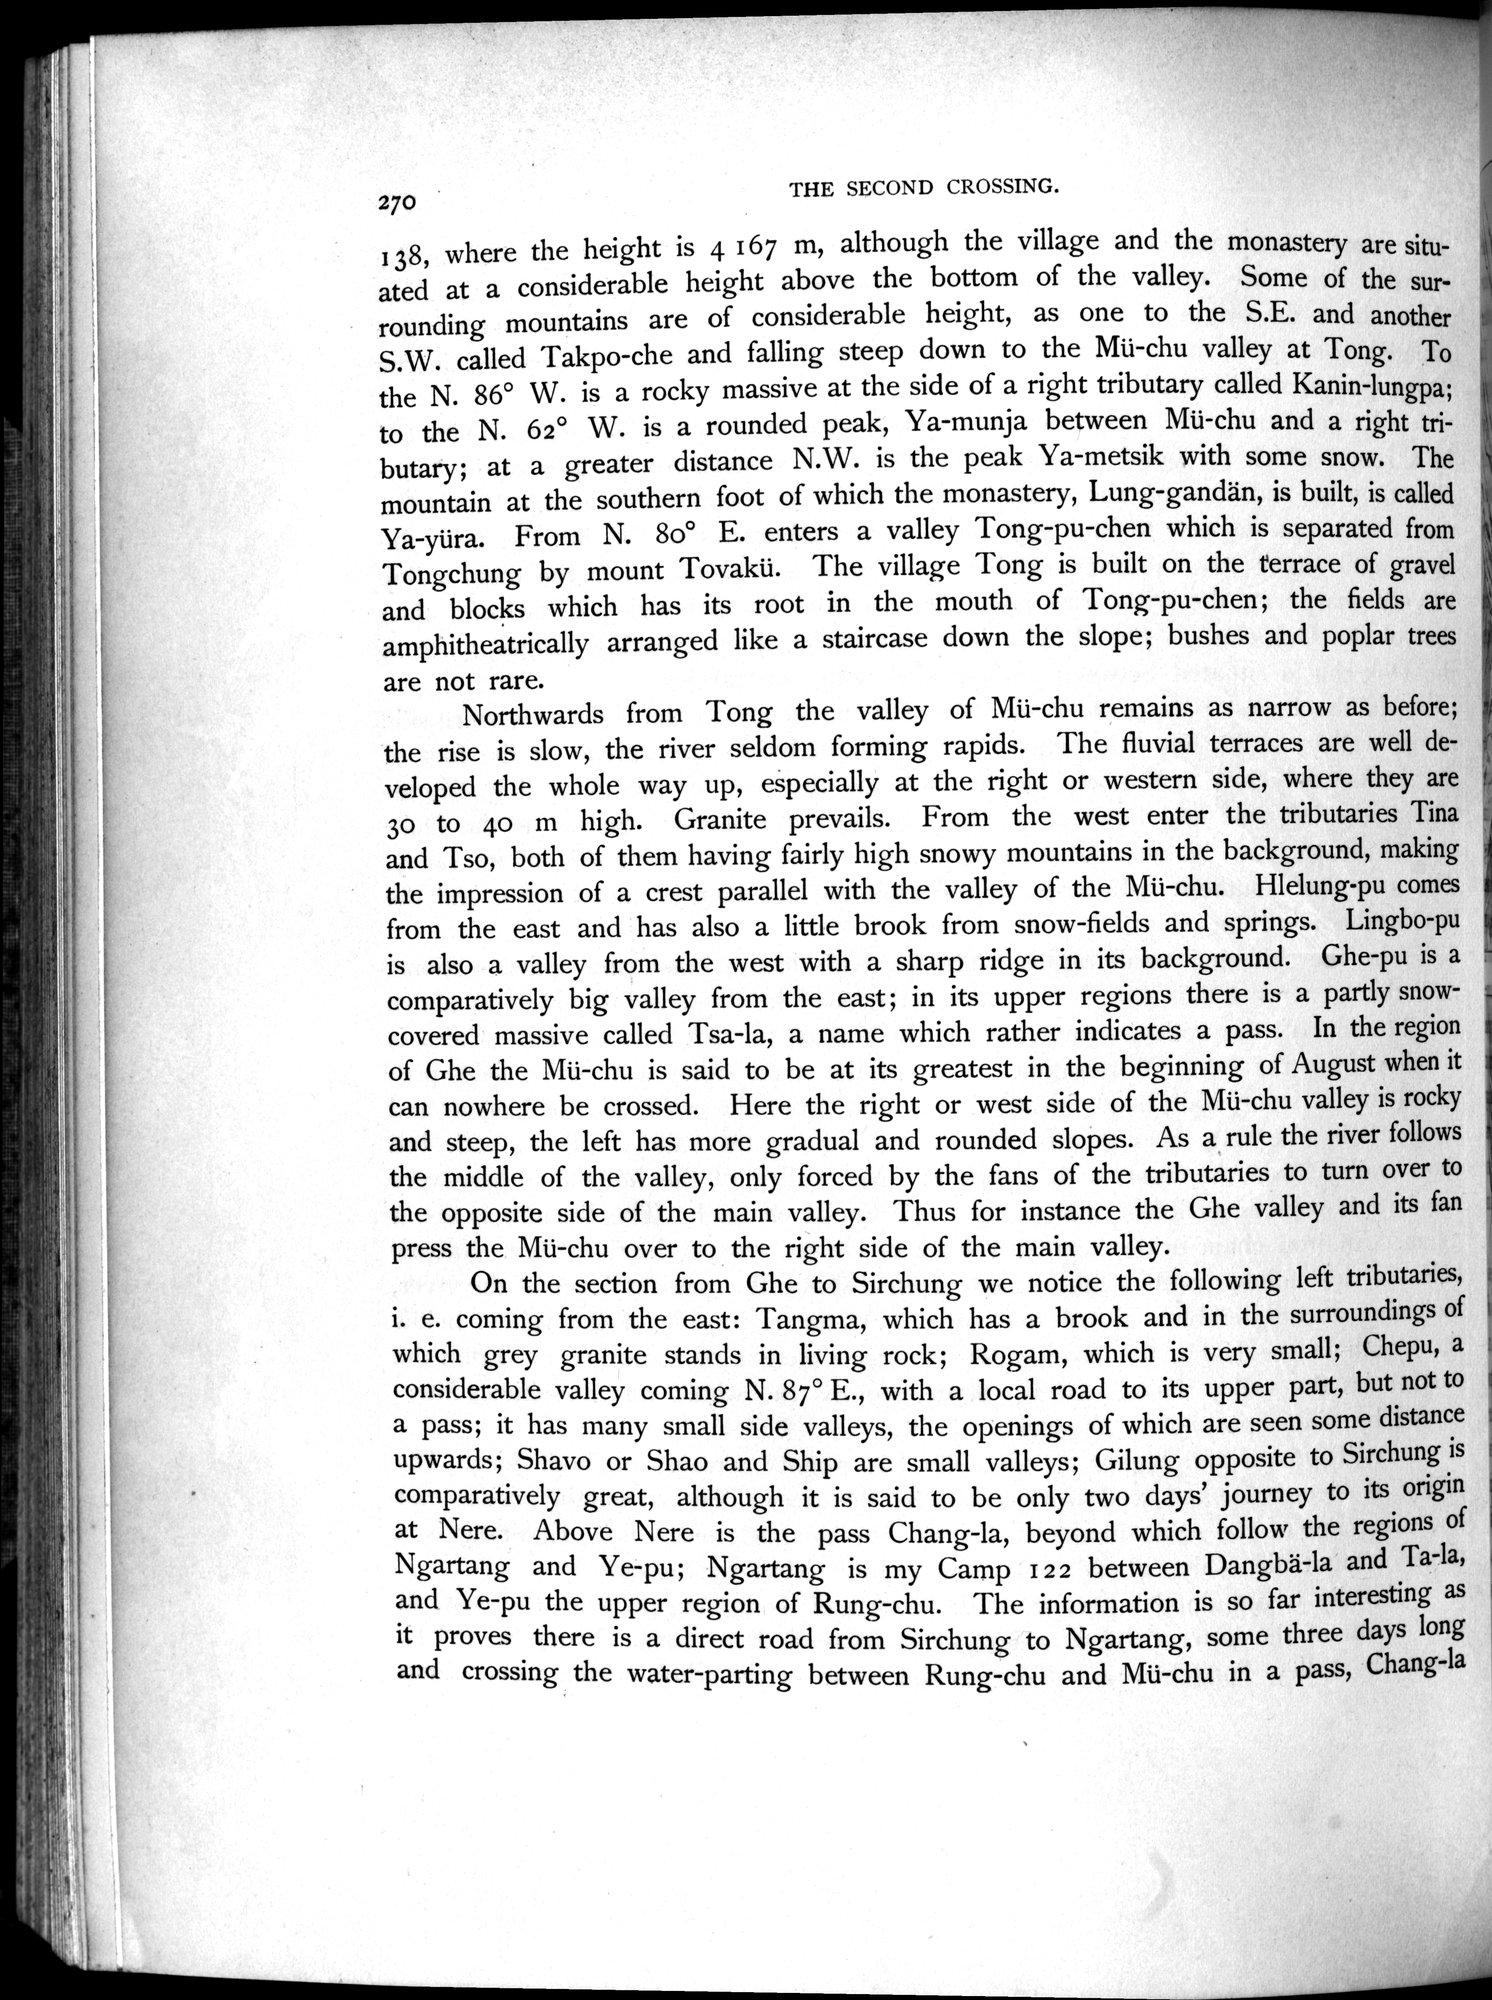 270
THE SECOND CROSSING.
138, where the height is 4 167 m, although the village and the monastery are situ-
ated at a considerable height above the bottom of the valley. Some of the sur-
rounding mountains are of considerable height, as one to the S.E. and another
S.W. called Takpo-che and falling steep down to the Mü-chu valley at Tong. To
the N. 86° W. is a rocky massive at the side of a right tributary called Kanin-lungpa;
to the N. 62° W. is a rounded peak, Ya-munja between Mü-chu and a right tri-
butary; at a greater distance N.W. is the peak Ya-metsik with some snow. The
mountain at the southern foot of which the monastery, Lung-gandän, is built, is called
Ya-yüra. From N. 80° E. enters a valley Tong-pu-chen which is separated from
Tongchung by mount Tovakü. The village Tong is built on the terrace of gravel
and blocks which has its root in the mouth of Tong-pu-chen; the fields are
amphitheatrically arranged like a staircase down the slope; bushes and poplar trees
are not rare.
Northwards from Tong the valley of Mü-chu remains as narrow as before;
the rise is slow, the river seldom forming rapids. The fluvial terraces are well de-
veloped the whole way up, especially at the right or western side, where they are
30 to 40 m high. Granite prevails. From the west enter the tributaries Tina
and Tso, both of them having fairly high snowy mountains in the background, making
the impression of a crest parallel with the valley of the Mü-chu. Hlelung-pu comes
from the east and has also a little brook from snow-fields and springs. Lingbo-pu
is also a valley from the west with a sharp ridge in its background. Ghe-pu is a
comparatively big valley from the east; in its upper regions there is a partly snow-
covered massive called Tsa-la, a name which rather indicates a pass. In the region
of Ghe the Mü-chu is said to be at its greatest in the beginning of August when it
can nowhere be crossed. Here the right or west side of the Mü-chu valley is rocky
and steep, the left has more gradual and rounded slopes. As a rule the river follows
the middle of the valley, only forced by the fans of the tributaries to turn over to
the opposite side of the main valley. Thus for instance the Ghe valley and its fan
press the Mü-chu over to the right side of the main valley.
On the section from Ghe to Sirchung we notice the following left tributaries,
i. e. coming from the east: Tangma, which has a brook and in the surroundings of
which grey granite stands in living rock; Rogam, which is very small; Chepu, a
considerable valley coming N. 87° E., with a local road to its upper part, but not to
a pass; it has many small side valleys, the openings of which are seen some distance
upwards; Shavo or Shao and Ship are small valleys; Gilung opposite to Sirchung is
comparatively great, although it is said to be only two days' journey to its origin
at Nere. Above Nere is the pass Chang-la, beyond which follow the regions of
Ngartang and Ye-pu; Ngartang is my Camp 122 between Dangbä-la and Ta-la,
and Ye-pu the upper region of Rung-chu. The information is so far interesting as
it proves there is a direct road from Sirchung to Ngartang, some three days long
and crossing the water-parting between Rung-chu and Mü-chu in a pass, Chang-la